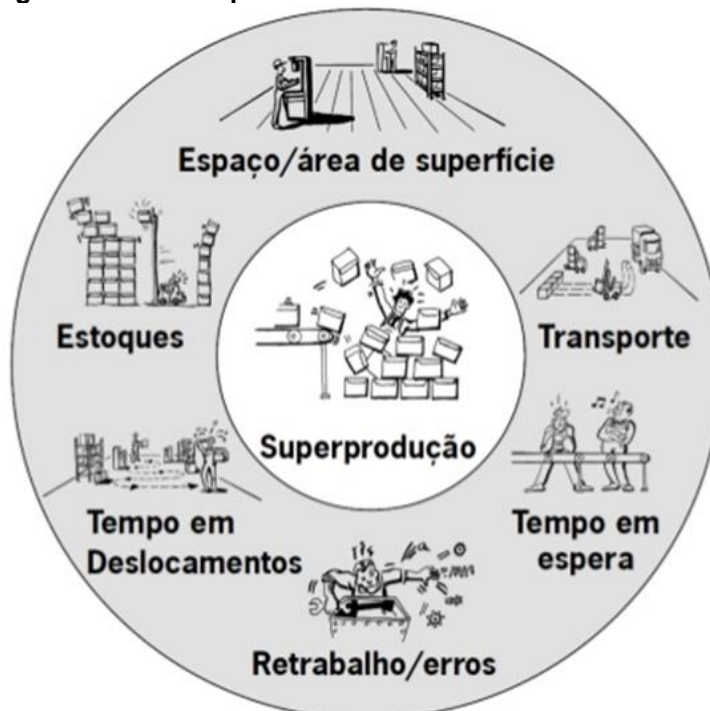 Espaço/área de superfície
Estoques
Transporte
Superprodução
Tempo em
Deslocamentos
Tempo em
espera
Retrabalho/erros